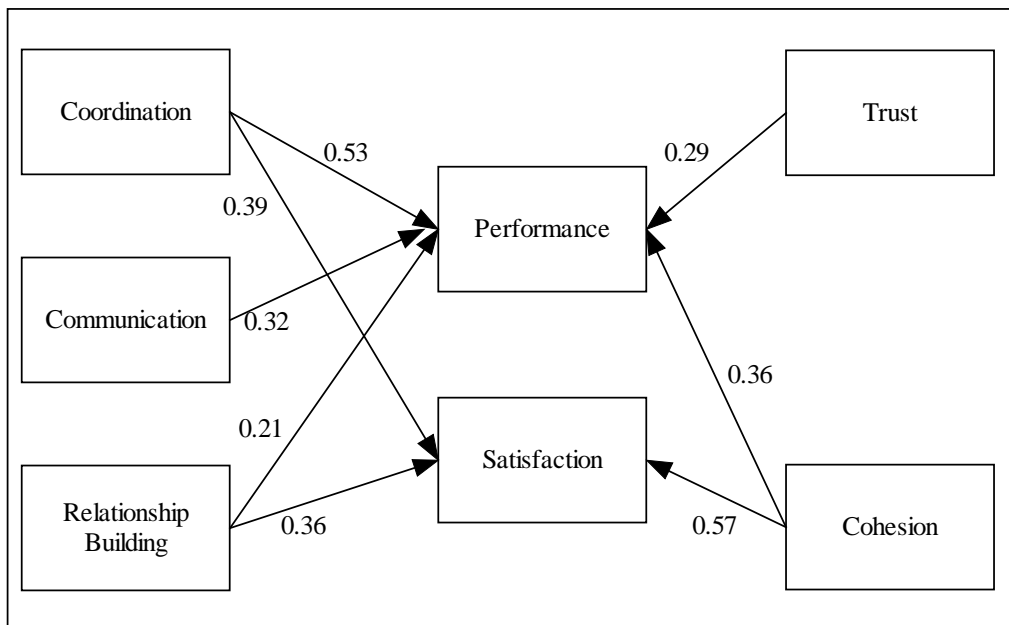 Coordination
Trust
0.53
0.29
0.39
Performance
Communication
0.32
0.36
0.21
Satisfaction
Relationship
Building
0.36
0.57
Cohesion